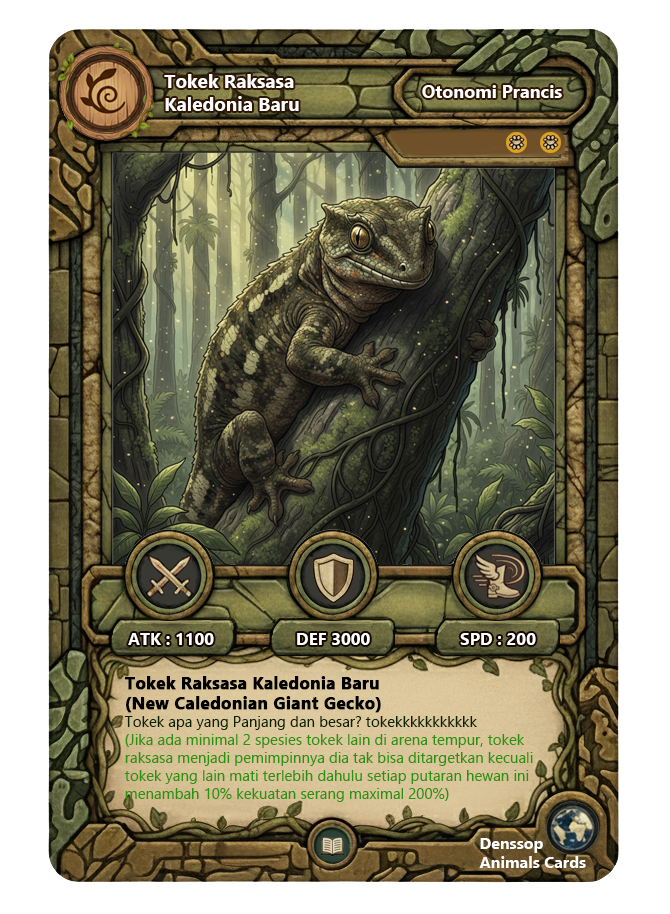 Tokek Raksasa
Kaledonia Baru
Otonomi Prancis
ATK : 1100
DEF 3000
SPD : 200
Tokek Raksasa Kaledonia Baru
(New Caledonian Giant Gecko)
Tokek apa yang Panjang dan besar? tokekkkkkkkkkkk
(Jika ada minimal 2 spesies tokek lain di arena tempur, tokek
raksasa menjadi pemimpinnya dia tak bisa ditargetkan kecuali
tokek yang lain mati terlebih dahulu setiap putaran hewan ini
menambah 10% kekuatan serang maximal 200%)
Denssop
Animals Cards